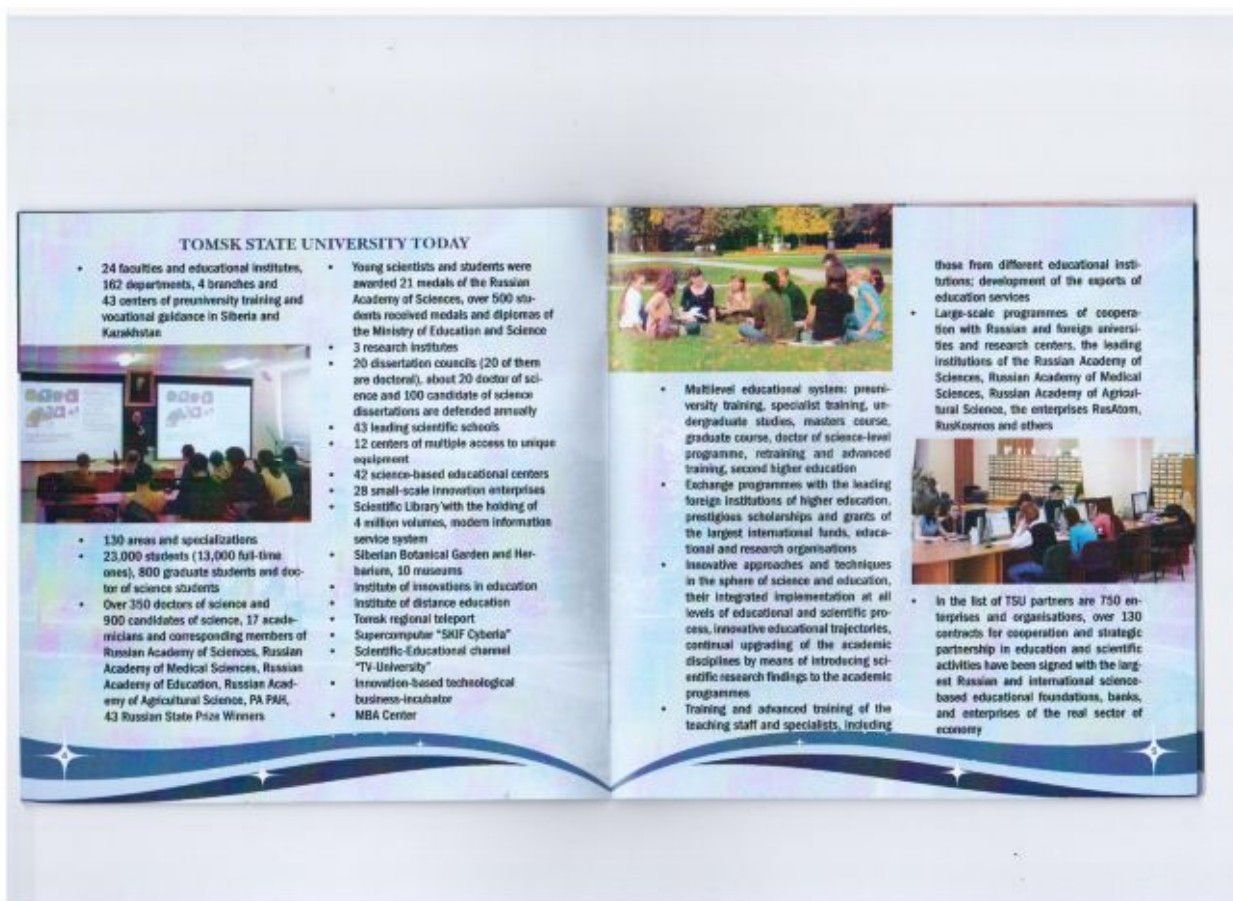 TOMSK STATE UNIVERSITY TODAY
• 24 faculties and educational institutes,
162 departments, 4 branches and
43 centers of preuniversity training and
vocational guidance in Siberia and
Kazakhstan
• 130 areas and specializations
• 23,000 students (13,000 full-time
ones), 800 graduate students and doc-
tor of science students
• Over 350 doctors of science and
900 candidates of science, 17 acade-
micians and corresponding members of
Russian Academy of Sciences, Russian
Academy of Medical Sciences, Russian
Academy of Education, Russian Acad-
emy of Agricultural Science, РА РАН,
43 Russian State Prize Winners
• Young scientists and students were
awarded 21 medals of the Russian
Academy of Sciences, over 500 stu-
dents received medals and diplomas of
the Ministry of Education and Science
• 3 research institutes
• 20 dissertation councils (20 of them
are doctoral), about 20 doctor of sci-
ence and 100 candidate of science
dissertations are defended annually
• 43 leading scientific schools
• 12 centers of multiple access to unique
equipment
• 42 science-based educational centers
• 28 small-scale innovation enterprises
• Scientific Library with the holding of
4 million volumes, modern information
service system
• Siberian Botanical Garden and Her-
barium, 10 museums
• Institute of innovations in education
• Institute of distance education
• Tomsk regional teleport
• Supercomputer "SKIF Cyberia"
• Scientific-Educational channel
"TV-University"
• Innovation-based technological
business-incubator
• MBA Center
4
• Multilevel educational system: preuni-
versity training, specialist training, un-
dergraduate studies, masters course,
graduate course, doctor of science-level
programme, retraining and advanced
training, second higher education
• Exchange programmes with the leading
foreign institutions of higher education,
prestigious scholarships and grants of
the largest international funds, educa-
tional and research organisations
• Innovative approaches and techniques
in the sphere of science and education,
their integrated implementation at all
levels of educational and scientific pro-
cess, innovative educational trajectories,
continual upgrading of the academic
disciplines by means of introducing sci-
entific research findings to the academic
programmes
• Training and advanced training of the
teaching staff and specialists, including
those from different educational insti-
tutions; development of the exports of
education services
• Large-scale programmes of coopera-
tion with Russian and foreign universi-
ties and research centers, the leading
institutions of the Russian Academy of
Sciences, Russian Academy of Medical
Sciences, Russian Academy of Agricul-
tural Science, the enterprises RusAtom,
RusKosmos and others
• In the list of TSU partners are 750 en-
terprises and organisations, over 130
contracts for cooperation and strategic
partnership in education and scientific
activities have been signed with the larg-
est Russian and international science-
based educational foundations, banks,
and enterprises of the real sector of
economy
5